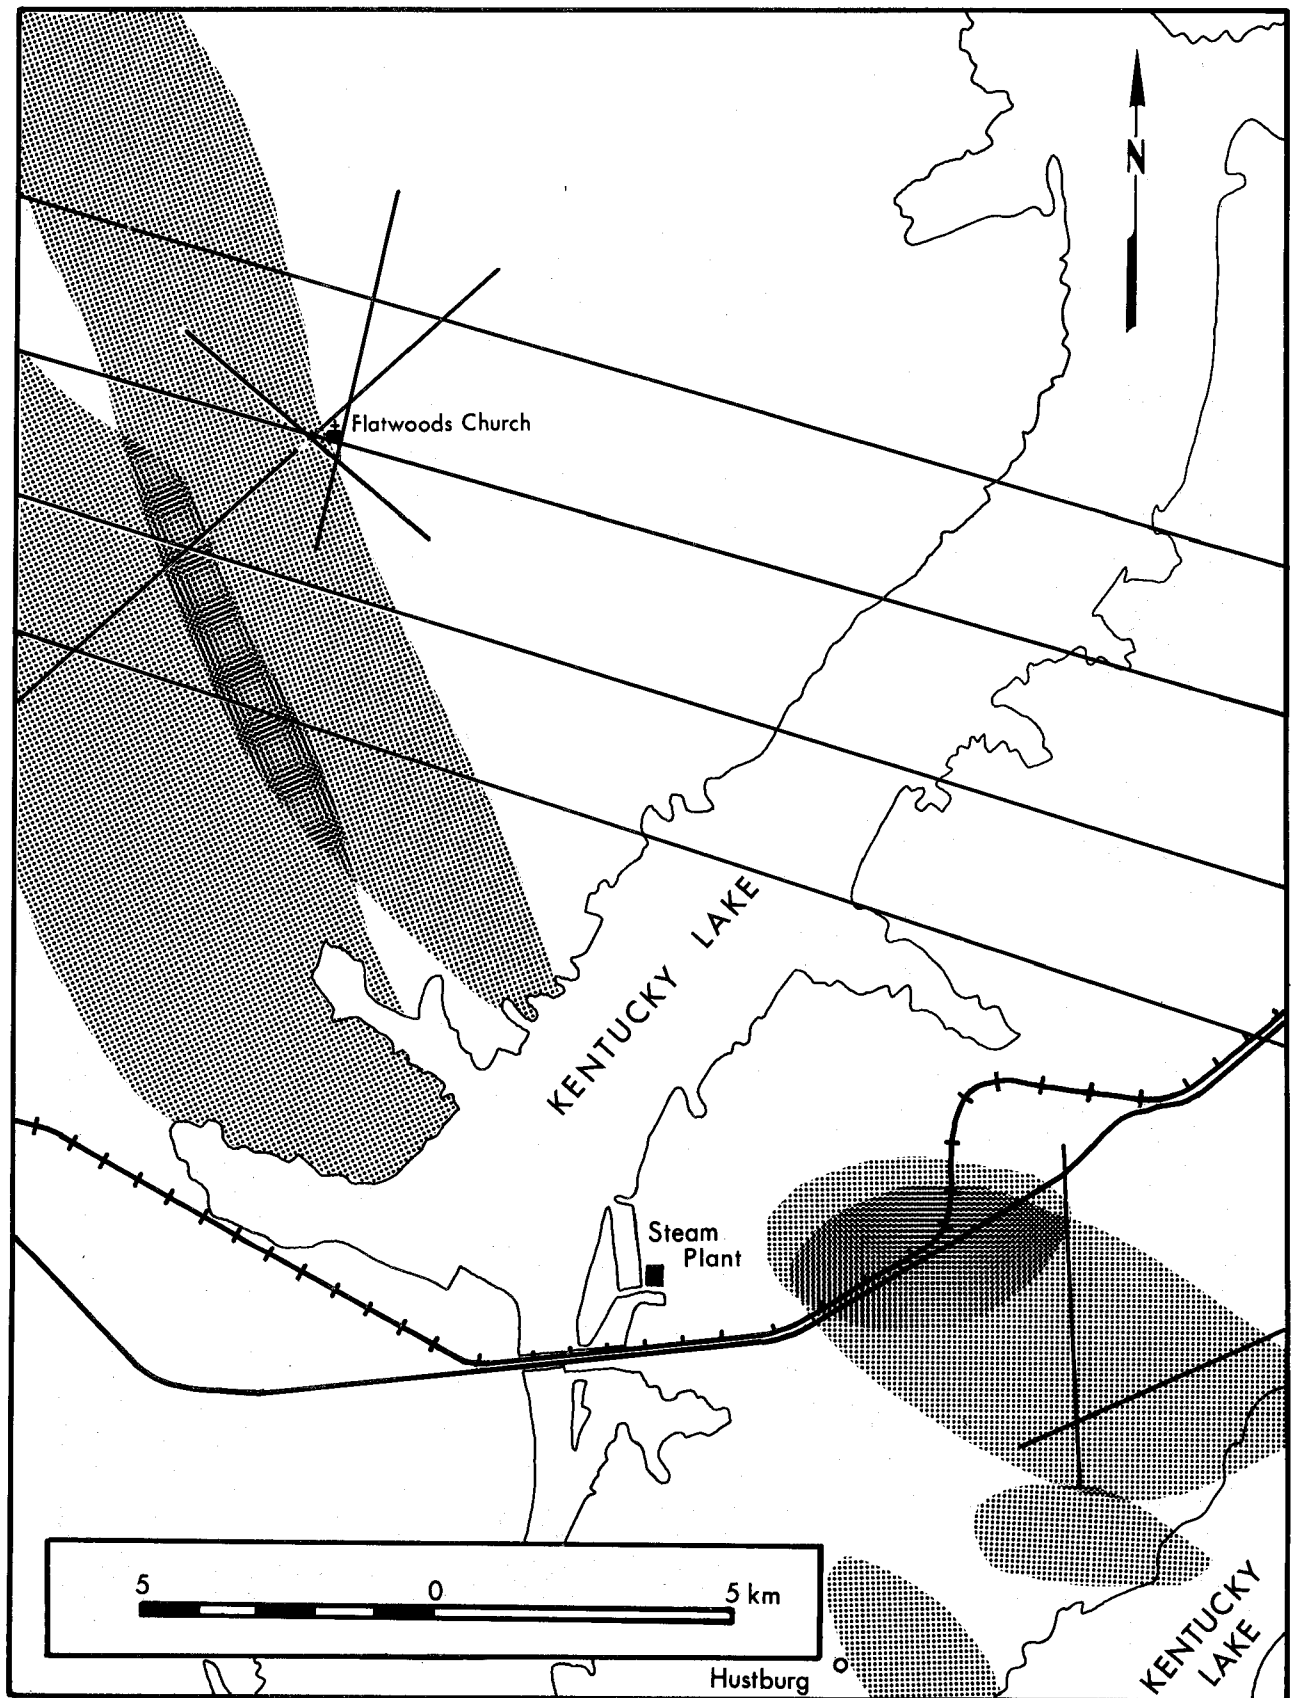 N
Flatwoods Church
KENTUCKY LAKE
Steam
Plant
5 0 5 km
Hustburg
KENTUCKY
LAKE